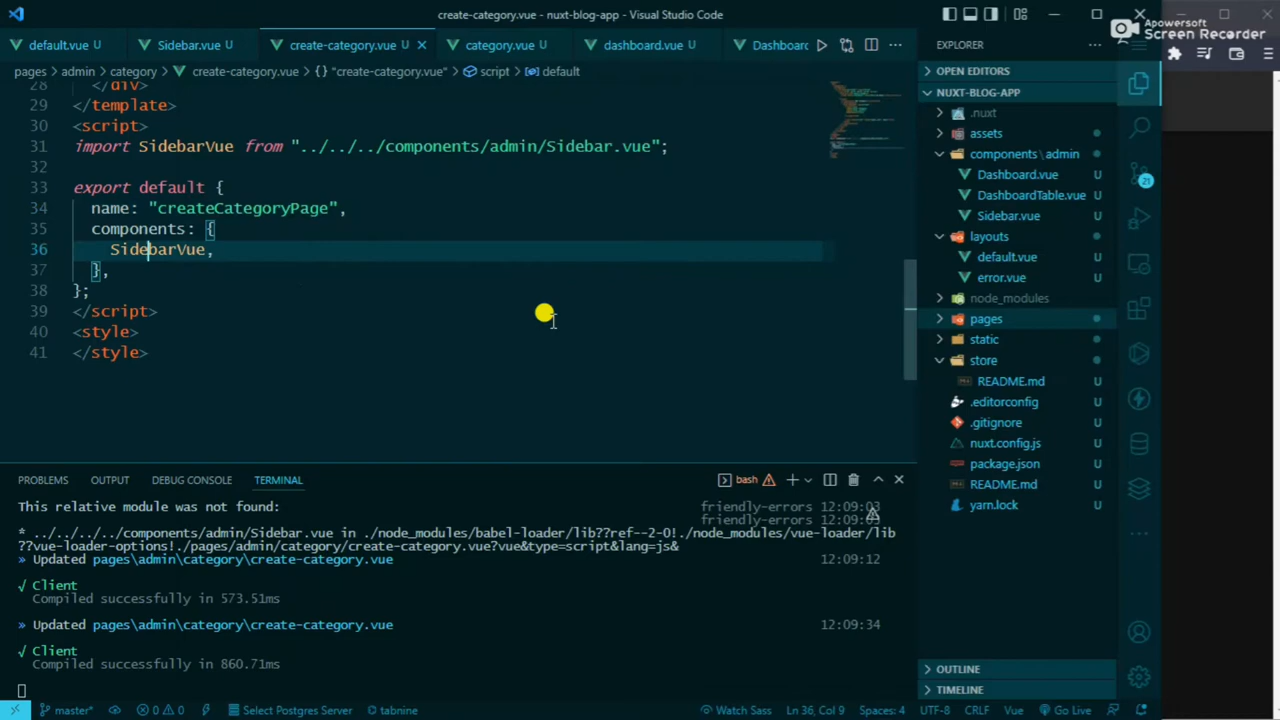 create-category.vue - nuxt-blog-app - Visual Studio Code
Apowersoft
Screen Recorder
default.vue U
Sidebar.vue U
create-category.vue U
category.vue U
dashboard.vue U
Dashboard
EXPLORER
pages > admin > category > create-category.vue > {} "create-category.vue" > script > default
28 </div>
29 </template>
30 <script>
31 import SidebarVue from "../../../components/admin/Sidebar.vue";
32
33 export default {
34 name: "createCategoryPage",
35 components: {
36 SidebarVue,
37 },
38 };
39 </script>
40 <style>
41 </style>
OPEN EDITORS
NUXT-BLOG-APP
.nuxt
assets
components\admin
Dashboard.vue U
DashboardTable.vue U
Sidebar.vue U
layouts
default.vue U
error.vue U
node_modules
pages
static
store
README.md U
.editorconfig U
.gitignore U
nuxt.config.js U
package.json U
README.md U
yarn.lock U
OUTLINE
TIMELINE
21
PROBLEMS OUTPUT DEBUG CONSOLE TERMINAL
bash
This relative module was not found: friendly-errors 12:09:03
friendly-errors 12:09:03
* ../../../../components/admin/Sidebar.vue in ./node_modules/babel-loader/lib??ref--2-0!./node_modules/vue-loader/lib
??vue-loader-options!./pages/admin/category/create-category.vue?vue&type=script&lang=js&
» Updated pages\admin\category\create-category.vue 12:09:12
√ Client
Compiled successfully in 573.51ms
» Updated pages\admin\category\create-category.vue 12:09:34
√ Client
Compiled successfully in 860.71ms
master* 0 0 Select Postgres Server tabnine Watch Sass Ln 36, Col 9 Spaces: 4 UTF-8 CRLF Vue Go Live